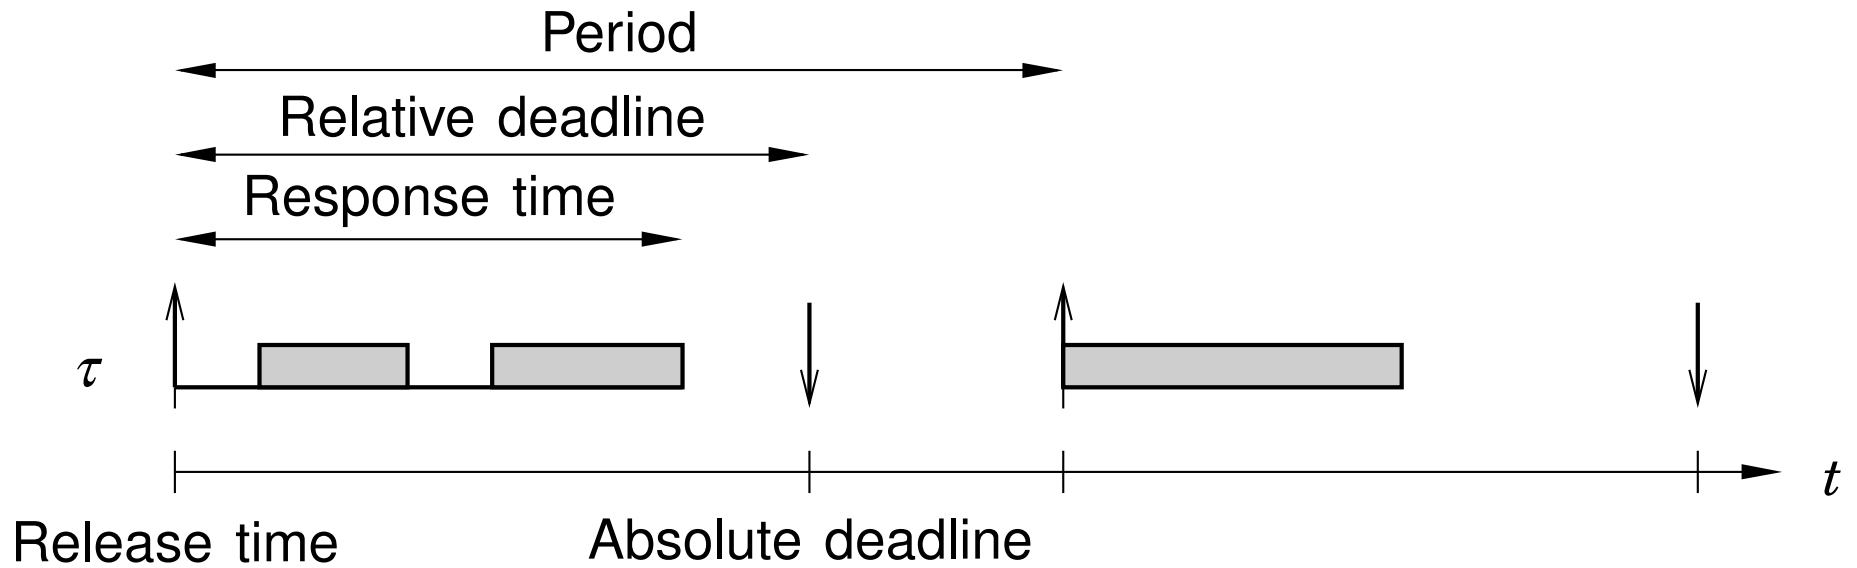 Period
Relative deadline
Response time
τ
t
Release time
Absolute deadline